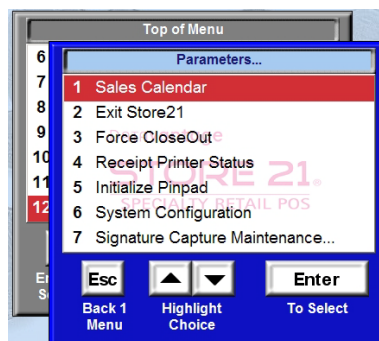 Top of Menu
6
7
8
9
10
11
12
Parameters...
1 Sales Calendar
2 Exit Store21
3 Force CloseOut
4 Receipt Printer Status
5 Initialize Pinpad
6 System Configuration
7 Signature Capture Maintenance...
STORE 21
SPECIALTY RETAIL POS
Esc
Enter
Back 1
Menu
Highlight
Choice
To Select